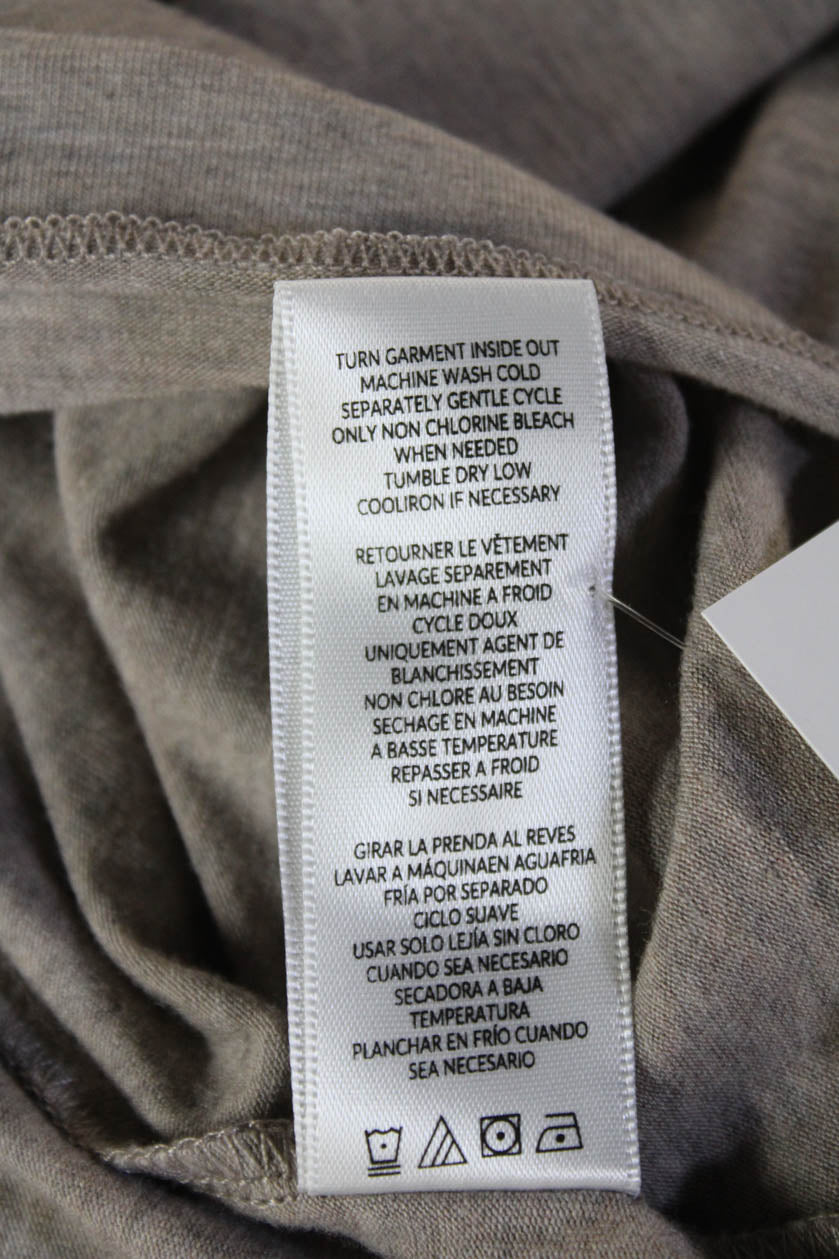 TURN GARMENT INSIDE OUT
MACHINE WASH COLD
SEPARATELY GENTLE CYCLE
ONLY NON CHLORINE BLEACH
WHEN NEEDED
TUMBLE DRY LOW
COOLIRON IF NECESSARY
RETOURNER LE VÊTEMENT
LAVAGE SEPAREMENT
EN MACHINE A FROID
CYCLE DOUX
UNIQUEMENT AGENT DE
BLANCHISSEMENT
NON CHLORE AU BESOIN
SECHAGE EN MACHINE
A BASSE TEMPERATURE
REPASSER A FROID
SI NECESSAIRE
GIRAR LA PRENDA AL REVES
LAVAR A MÁQUINAEN AGUAFRIA
FRÍA POR SEPARADO
CICLO SUAVE
USAR SOLO LEJÍA SIN CLORO
CUANDO SEA NECESARIO
SECADORA A BAJA
TEMPERATURA
PLANCHAR EN FRÍO CUANDO
SEA NECESARIO